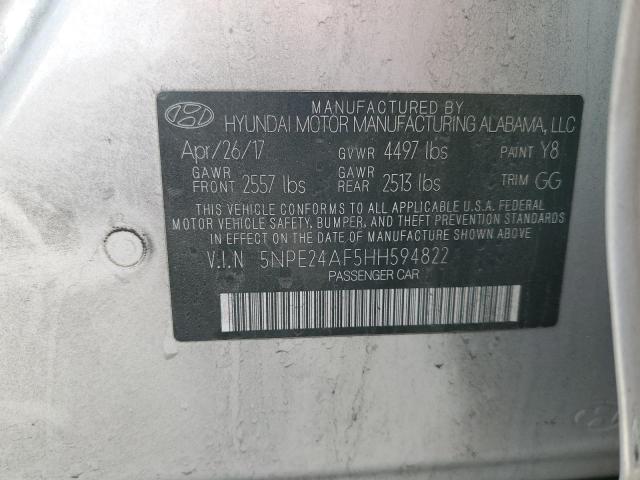 MANUFACTURED BY
HYUNDAI MOTOR MANUFACTURING ALABAMA, LLC
Apr/26/17 GVWR 4497 lbs PAINT Y8
GAWR FRONT 2557 lbs GAWR REAR 2513 lbs TRIM GG
THIS VEHICLE CONFORMS TO ALL APPLICABLE U.S.A. FEDERAL
MOTOR VEHICLE SAFETY, BUMPER, AND THEFT PREVENTION STANDARDS
IN EFFECT ON THE DATE OF MANUFACTURE SHOWN ABOVE.
V.I.N 5NPE24AF5HH594822
PASSENGER CAR